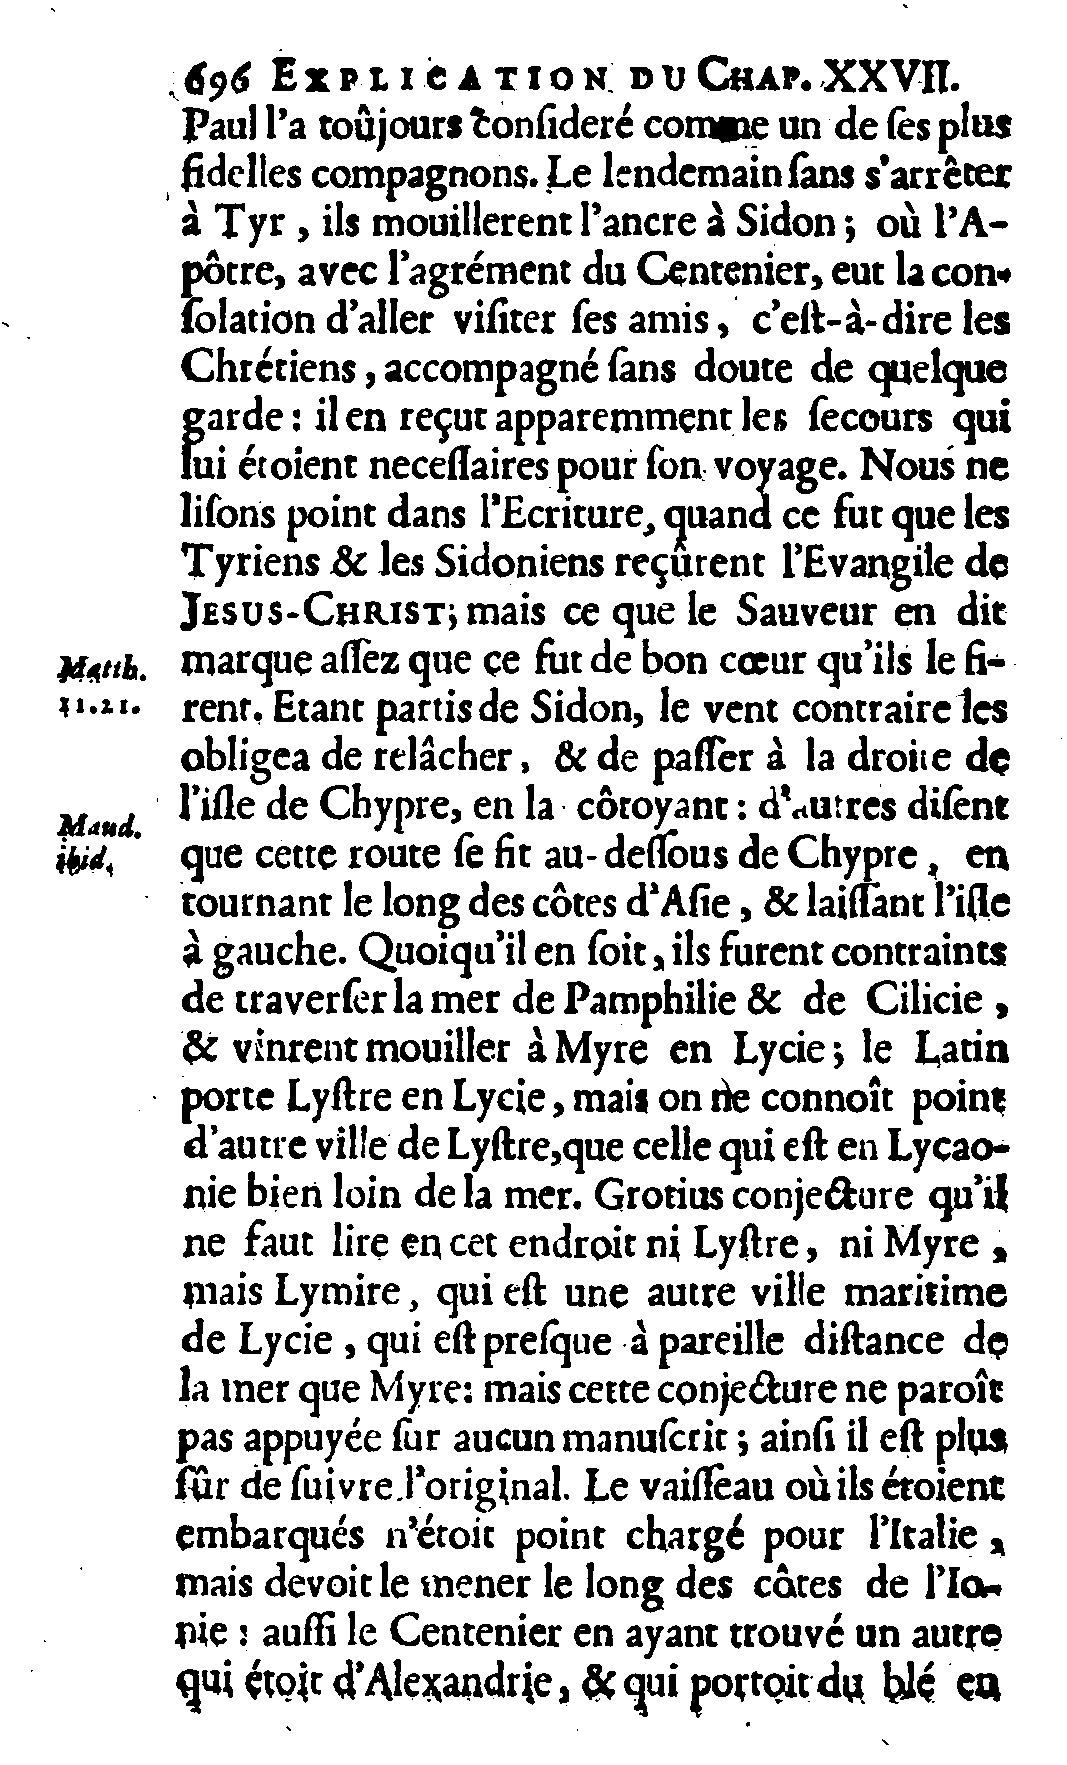 696 EXPLICATION DU CHAP. XXVII.
Paul l'a toûjours conſideré comme un de ſes plus
fidelles compagnons. Le lendemain ſans s'arrêter
à Tyr, ils mouillerent l'ancre à Sidon; où l'A-
pôtre, avec l'agrément du Centenier, eut la con-
ſolation d'aller viſiter ſes amis, c'eſt-à-dire les
Chrétiens, accompagné ſans doute de quelque
garde: il en reçut apparemment les ſecours qui
lui étoient neceſſaires pour ſon voyage. Nous ne
liſons point dans l'Ecriture, quand ce fut que les
Tyriens & les Sidoniens reçûrent l'Evangile de
JESUS-CHRIST; mais ce que le Sauveur en dit
Matth. marque aſſez que ce fut de bon cœur qu'ils le fi-
11.21. rent. Etant partis de Sidon, le vent contraire les
obligea de relâcher, & de paſſer à la droite de
l'iſle de Chypre, en la côtoyant: d'autres diſent
Maud. ibid. que cette route ſe fit au-deſſous de Chypre, en
tournant le long des côtes d'Aſie, & laiſſant l'iſle
à gauche. Quoiqu'il en ſoit, ils furent contraints
de traverſer la mer de Pamphilie & de Cilicie,
& vinrent mouiller à Myre en Lycie; le Latin
porte Lyſtre en Lycie, mais on ne connoît point
d'autre ville de Lyſtre, que celle qui eſt en Lycao-
nie bien loin de la mer. Grotius conjecture qu'il
ne faut lire en cet endroit ni Lyſtre, ni Myre,
mais Lymire, qui eſt une autre ville maritime
de Lycie, qui eſt preſque à pareille diſtance de
la mer que Myre: mais cette conjecture ne paroît
pas appuyée ſur aucun manuſcrit; ainſi il eſt plus
ſûr de ſuivre l'original. Le vaiſſeau où ils étoient
embarqués n'étoit point chargé pour l'Italie,
mais devoit le mener le long des côtes de l'Io-
nie: auſſi le Centenier en ayant trouvé un autre
qui étoit d'Alexandrie, & qui portoit du blé en